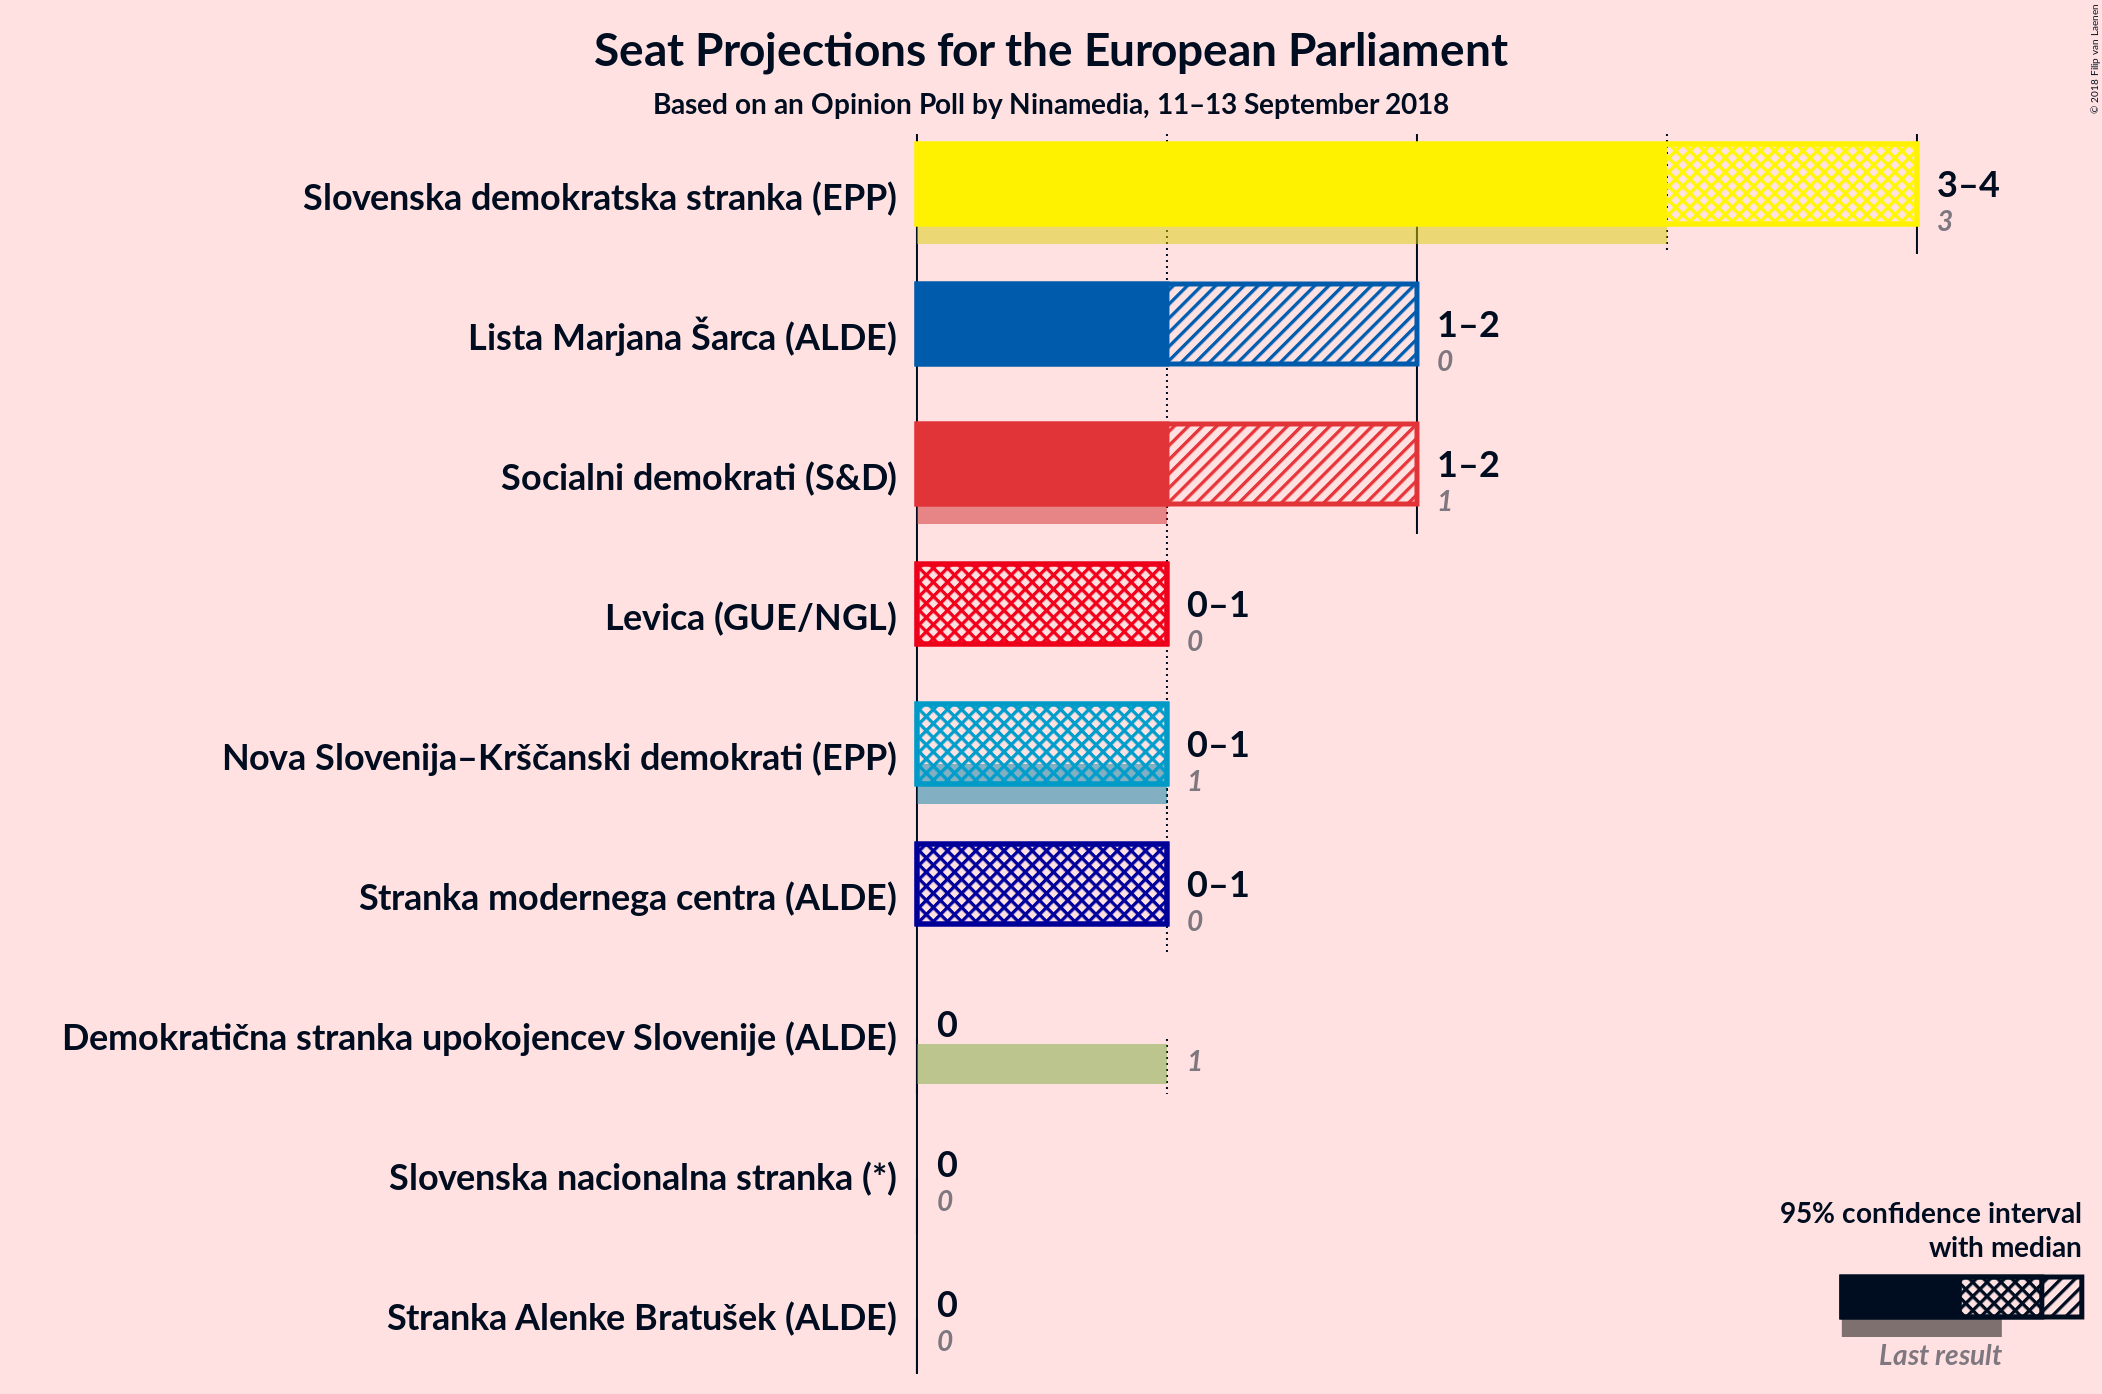 Seat Projections for the European Parliament
Based on an Opinion Poll by Ninamedia, 11–13 September 2018
© 2018 Filip van Laenen
Slovenska demokratska stranka (EPP)
3–4
3
Lista Marjana Šarca (ALDE)
1–2
0
Socialni demokrati (S&D)
1–2
1
Levica (GUE/NGL)
0–1
0
Nova Slovenija–Krščanski demokrati (EPP)
0–1
1
Stranka modernega centra (ALDE)
0–1
0
Demokratična stranka upokojencev Slovenije (ALDE)
0
1
Slovenska nacionalna stranka (*)
0
0
Stranka Alenke Bratušek (ALDE)
0
0
95% confidence interval
with median
Last result